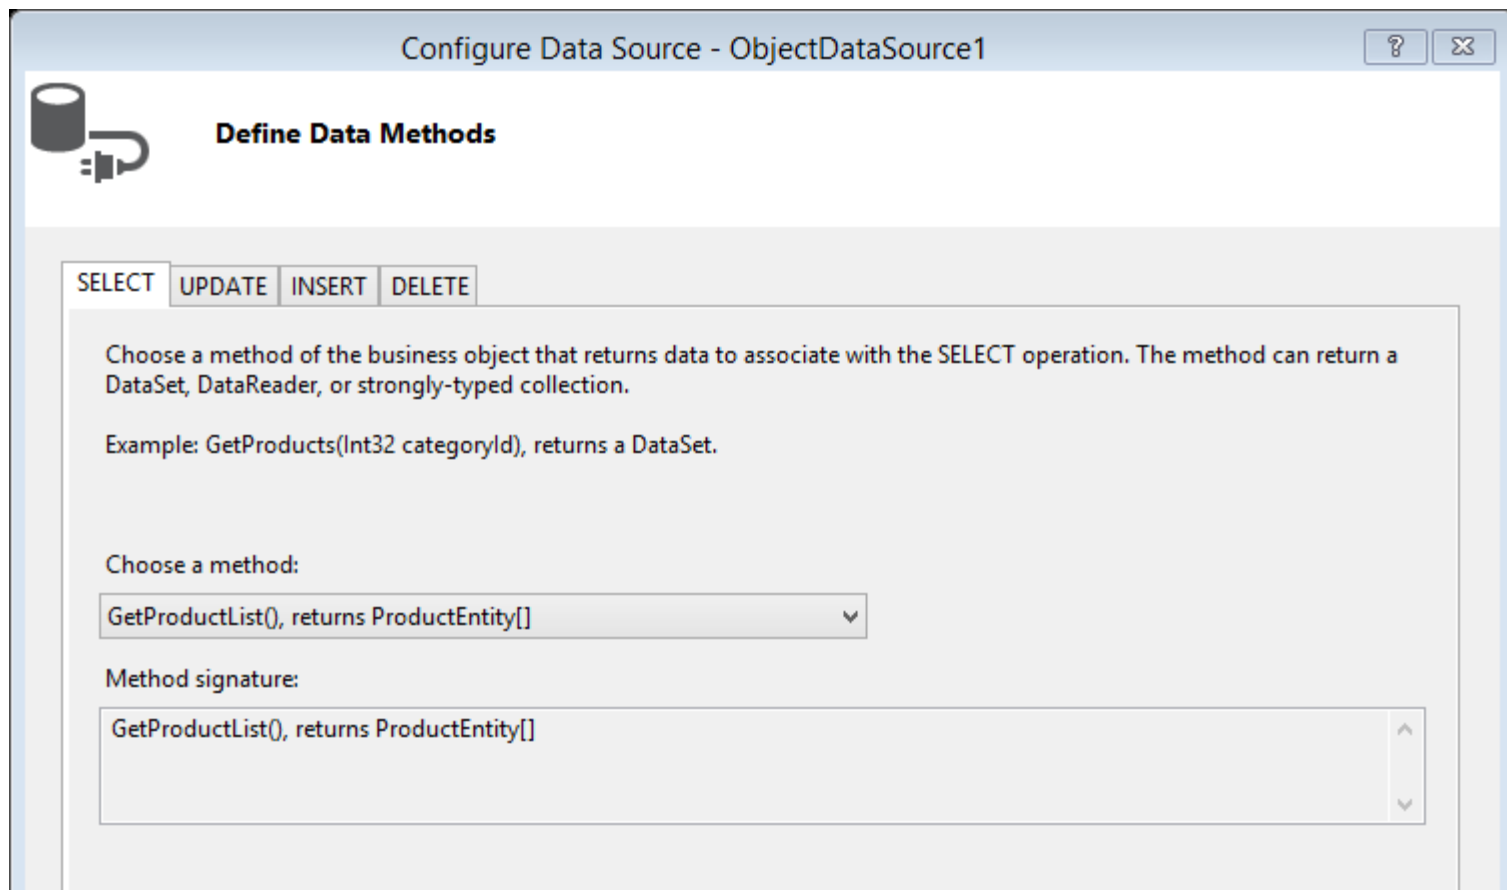 Configure Data Source - ObjectDataSource1
Define Data Methods
SELECT UPDATE INSERT DELETE
Choose a method of the business object that returns data to associate with the SELECT operation. The method can return a
DataSet, DataReader, or strongly-typed collection.
Example: GetProducts(Int32 categoryId), returns a DataSet.
Choose a method:
GetProductList(), returns ProductEntity[]
Method signature:
GetProductList(), returns ProductEntity[]